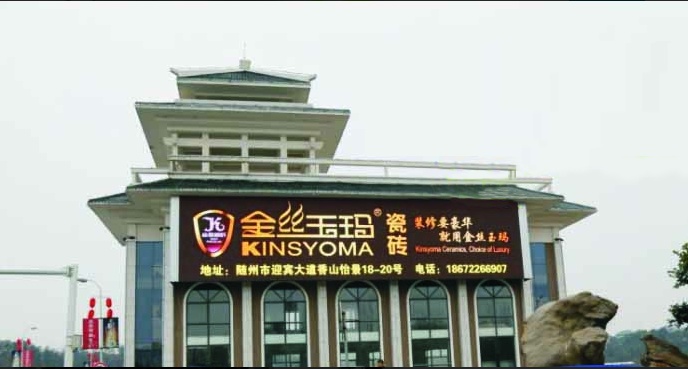 金丝玉玛®
KINSYOMA
瓷砖
装修要豪华
就用金丝玉玛
Kinsyoma Ceramics, Choice of Luxury
地址：随州市迎宾大道香山怡景18-20号 电话：18672266907